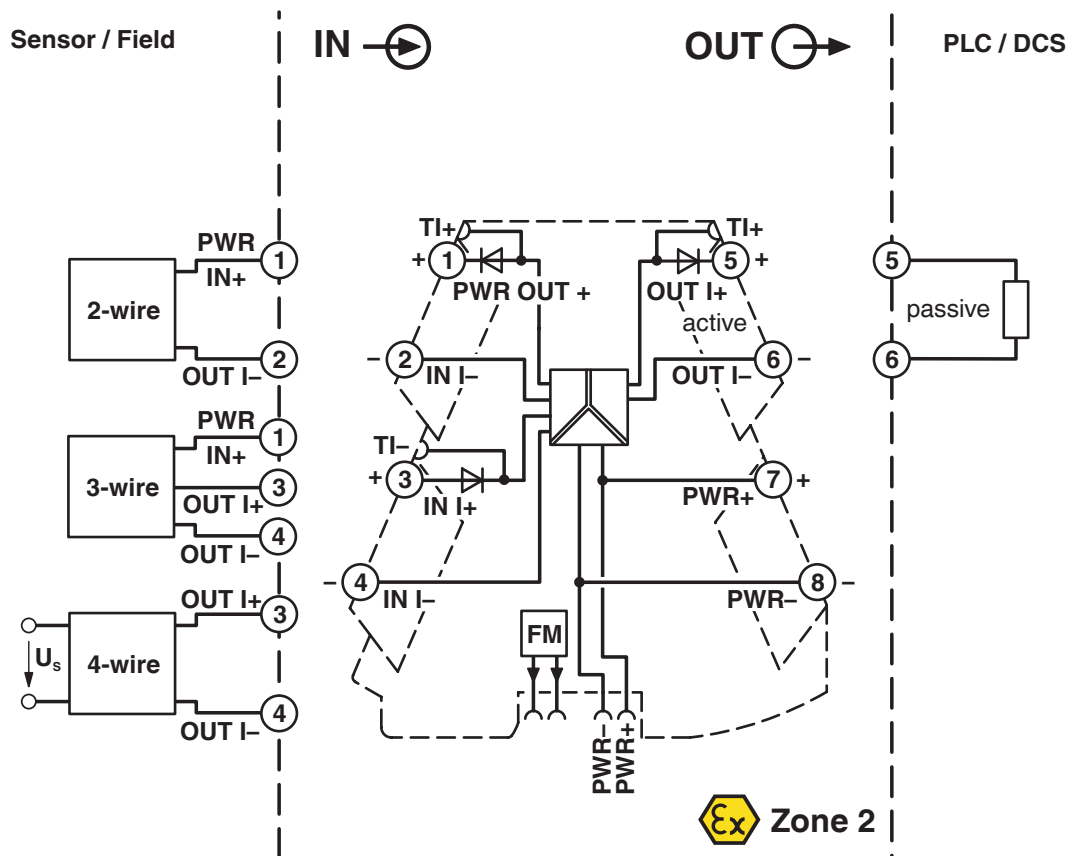 Sensor / Field
IN
OUT
PLC / DCS
TI+
TI+
PWR
1
IN+
2-wire
2
OUT I–
+
1
PWR OUT +
5
+
OUT I+
active
–
2
IN I–
6
–
OUT I–
5
passive
6
PWR
1
IN+
3-wire
3
OUT I+
4
OUT I–
TI–
+
3
IN I+
7
+
PWR+
–
4
IN I–
8
–
PWR–
OUT I+
3
Us
4-wire
4
OUT I–
FM
PWR–
PWR+
Ex
Zone 2